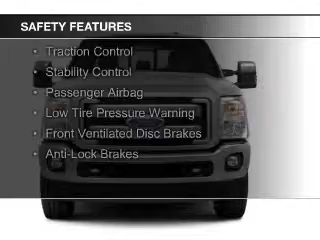 SAFETY FEATURES
• Traction Control
• Stability Control
• Passenger Airbag
• Low Tire Pressure Warning
• Front Ventilated Disc Brakes
• Anti-Lock Brakes